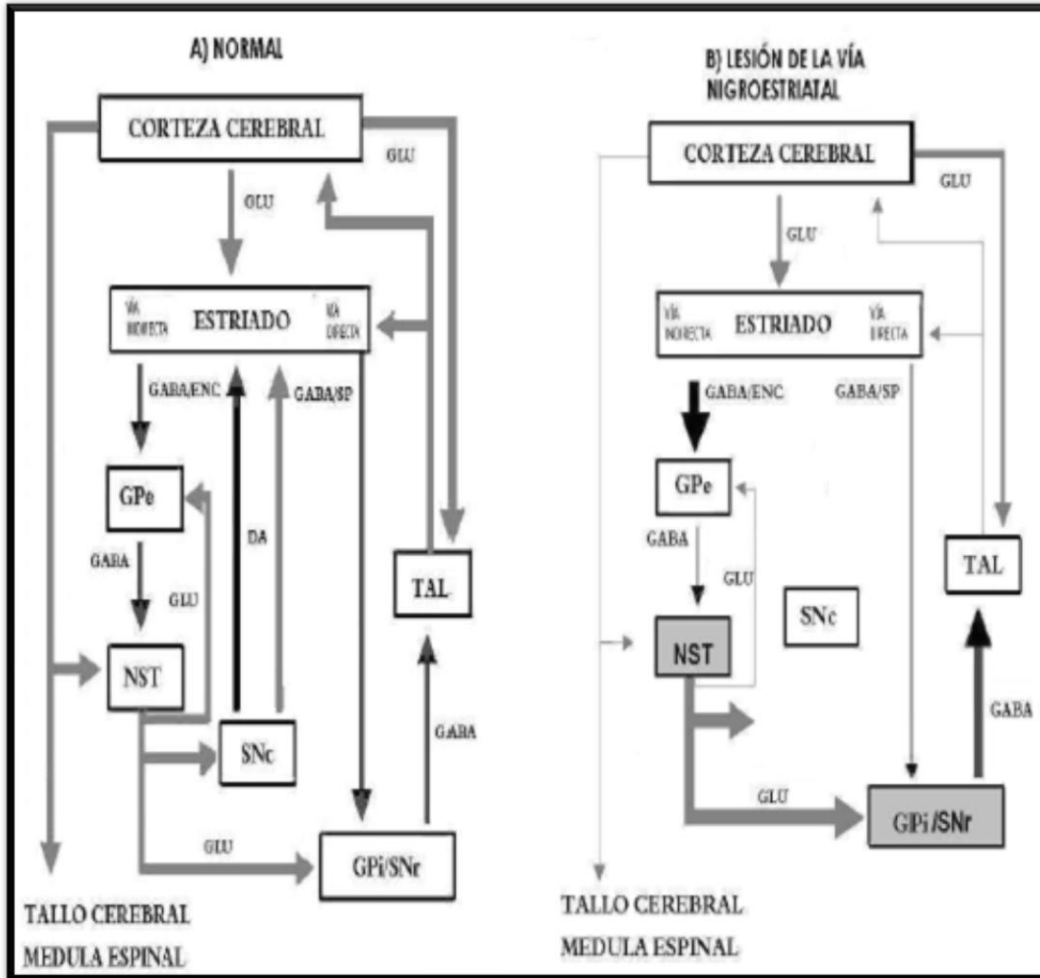 A) NORMAL
CORTEZA CEREBRAL
GLU
GLU
VÍA
INDIRECTA
ESTRIADO
VÍA
DIRECTA
GABA/ENC
GABA/SP
GPe
DA
GABA
GLU
TAL
NST
SNc
GABA
GLU
GPi/SNr
TALLO CEREBRAL
MEDULA ESPINAL
B) LESIÓN DE LA VÍA
NIGROESTRIATAL
CORTEZA CEREBRAL
GLU
GLU
VÍA
INDIRECTA
ESTRIADO
VÍA
DIRECTA
GABA/ENC
GABA/SP
GPe
GABA
GLU
TAL
SNc
NST
GABA
GLU
GPi/SNr
TALLO CEREBRAL
MEDULA ESPINAL